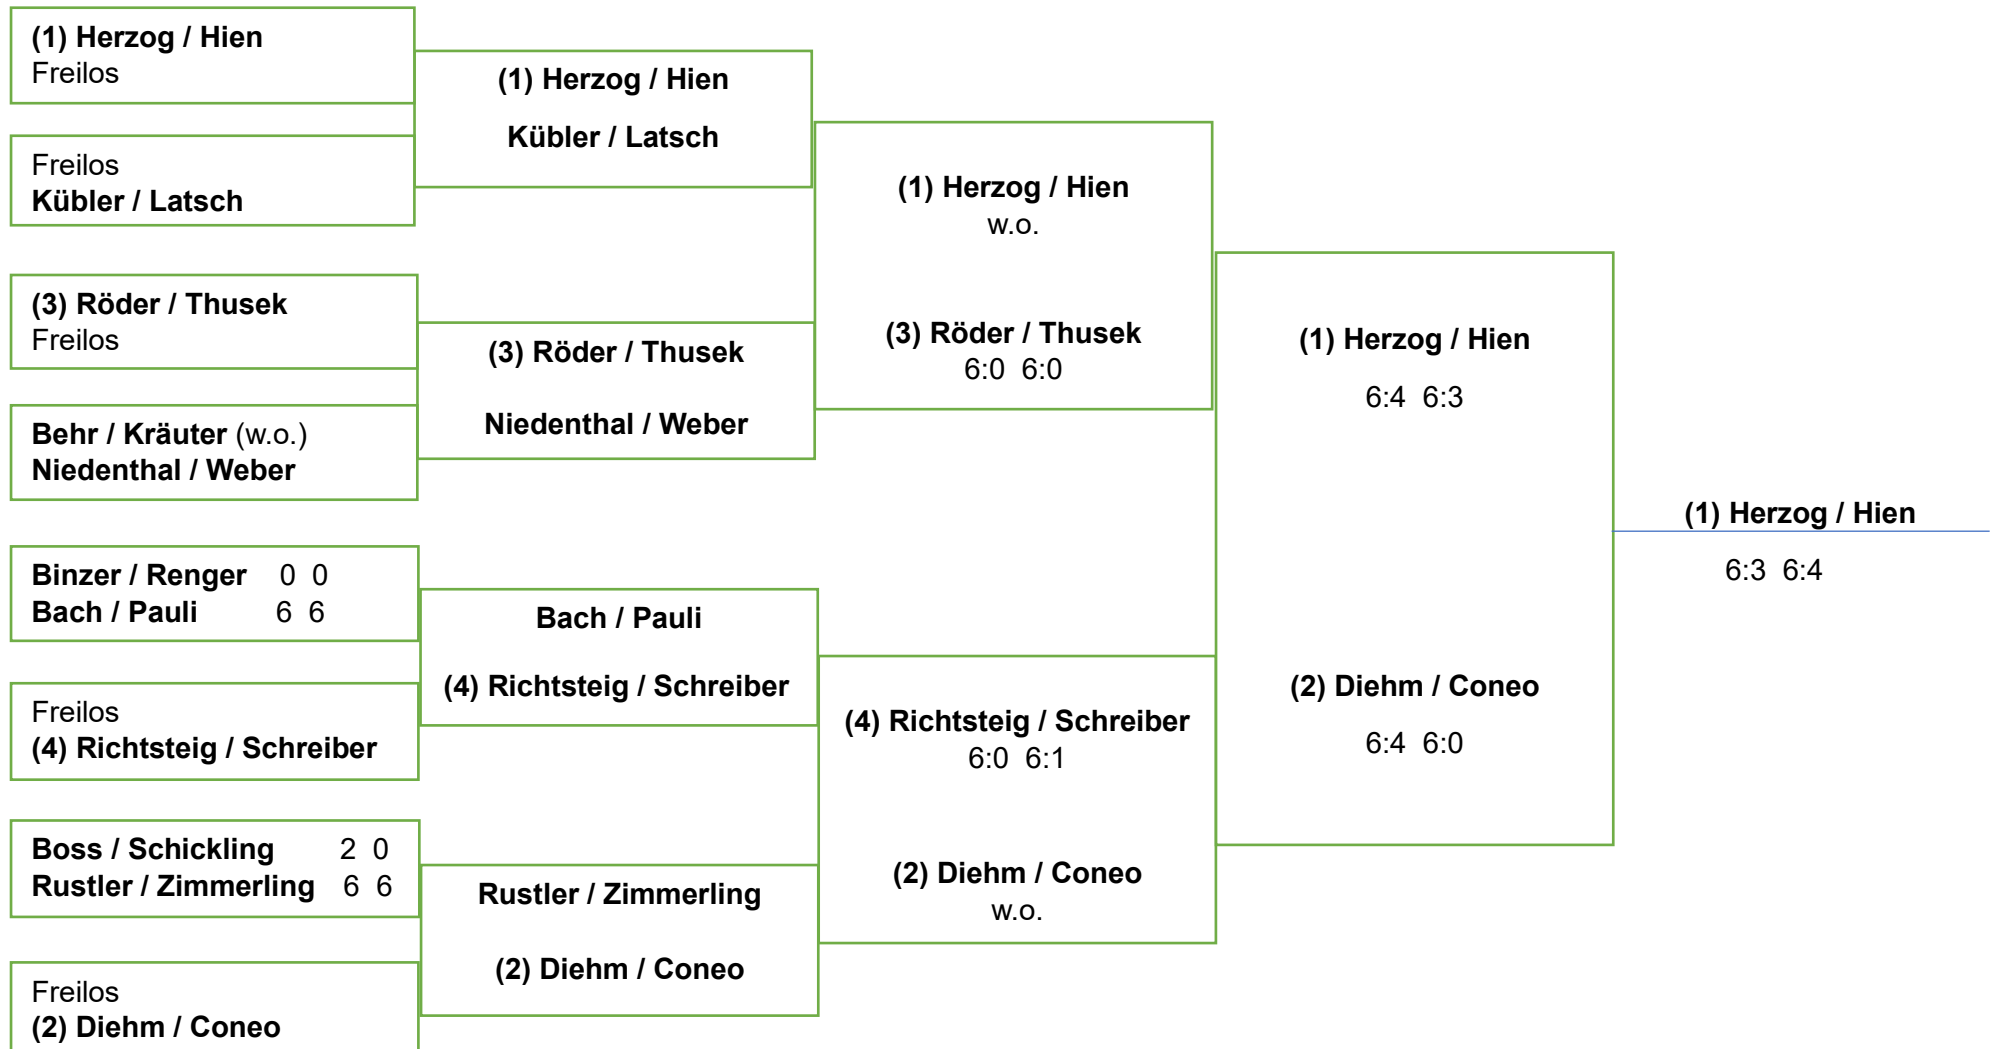 (1) Herzog / Hien
Freilos
Freilos
Kübler / Latsch
(3) Röder / Thusek
Freilos
Behr / Kräuter (w.o.)
Niedenthal / Weber
Binzer / Renger 0 0
Bach / Pauli 6 6
Freilos
(4) Richtsteig / Schreiber
Boss / Schickling 2 0
Rustler / Zimmerling 6 6
Freilos
(2) Diehm / Coneo
(1) Herzog / Hien
Kübler / Latsch
(3) Röder / Thusek
Niedenthal / Weber
Bach / Pauli
(4) Richtsteig / Schreiber
Rustler / Zimmerling
(2) Diehm / Coneo
(1) Herzog / Hien
w.o.
(3) Röder / Thusek
6:0 6:0
(4) Richtsteig / Schreiber
6:0 6:1
(2) Diehm / Coneo
w.o.
(1) Herzog / Hien
6:4 6:3
(2) Diehm / Coneo
6:4 6:0
(1) Herzog / Hien
6:3 6:4